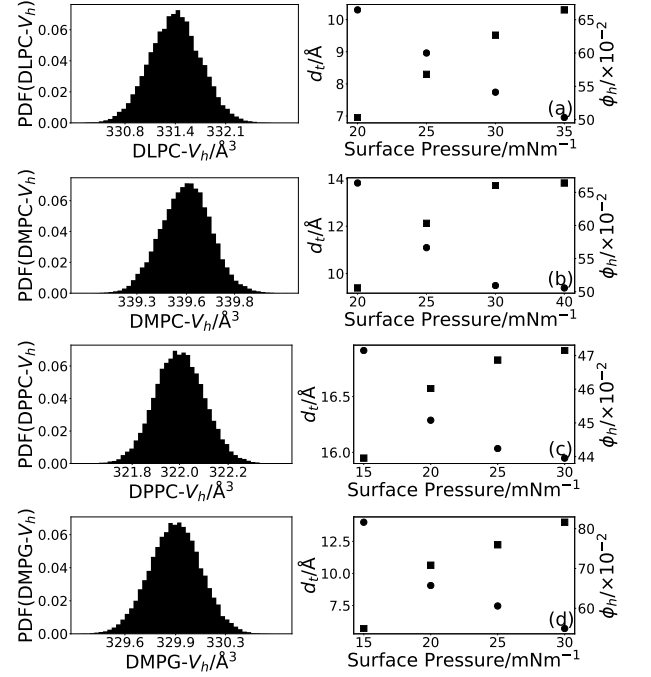 PDF(DLPC-Vₕ)
0.06
0.04
0.02
0.00
330.8 331.4 332.1
DLPC-Vₕ/Å³
dₜ/Å
10
9
8
7
20 25 30 35
Surface Pressure/mNm⁻¹
65
60
55
50
ϕₕ/×10⁻²
(a)
PDF(DMPC-Vₕ)
0.06
0.04
0.02
0.00
339.3 339.6 339.8
DMPC-Vₕ/Å³
dₜ/Å
14
12
10
20 25 30 40
Surface Pressure/mNm⁻¹
65
60
55
50
ϕₕ/×10⁻²
(b)
PDF(DPPC-Vₕ)
0.06
0.04
0.02
0.00
321.8 322.0 322.2
DPPC-Vₕ/Å³
dₜ/Å
16.5
16.0
15 20 25 30
Surface Pressure/mNm⁻¹
47
46
45
44
ϕₕ/×10⁻²
(c)
PDF(DMPG-Vₕ)
0.06
0.04
0.02
0.00
329.6 329.9 330.3
DMPG-Vₕ/Å³
dₜ/Å
12.5
10.0
7.5
15 20 25 30
Surface Pressure/mNm⁻¹
80
70
60
ϕₕ/×10⁻²
(d)